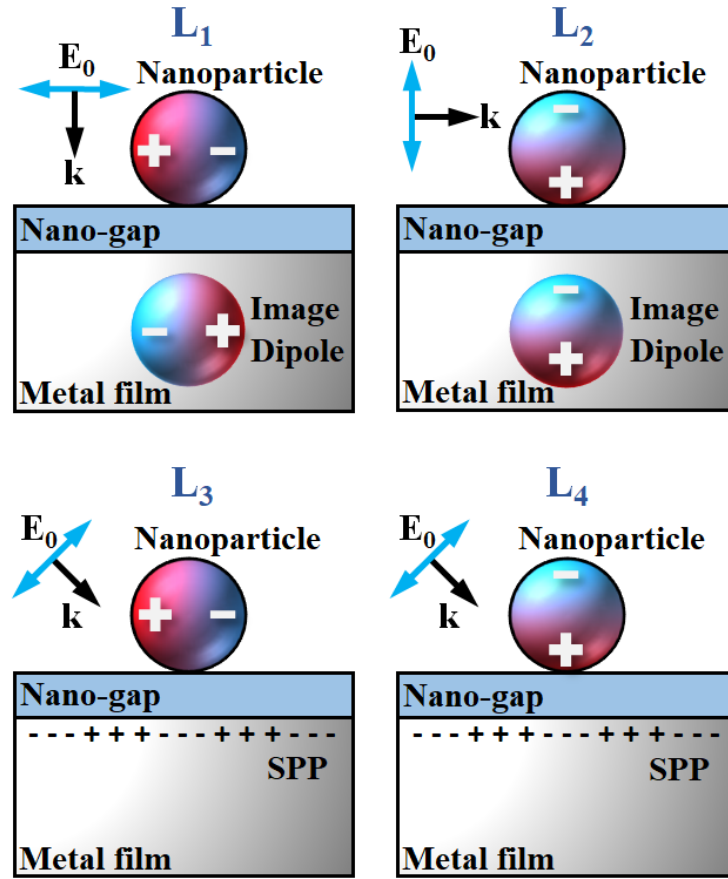 L₁
E₀
Nanoparticle
k
+ −
Nano-gap
− +
Image
Dipole
Metal film
L₂
E₀
Nanoparticle
k
−
+
Nano-gap
−
+
Image
Dipole
Metal film
L₃
E₀
Nanoparticle
k
+ −
Nano-gap
- - - + + + - - - + + + - - -
SPP
Metal film
L₄
E₀
Nanoparticle
k
−
+
Nano-gap
- - - + + + - - - + + + - - -
SPP
Metal film